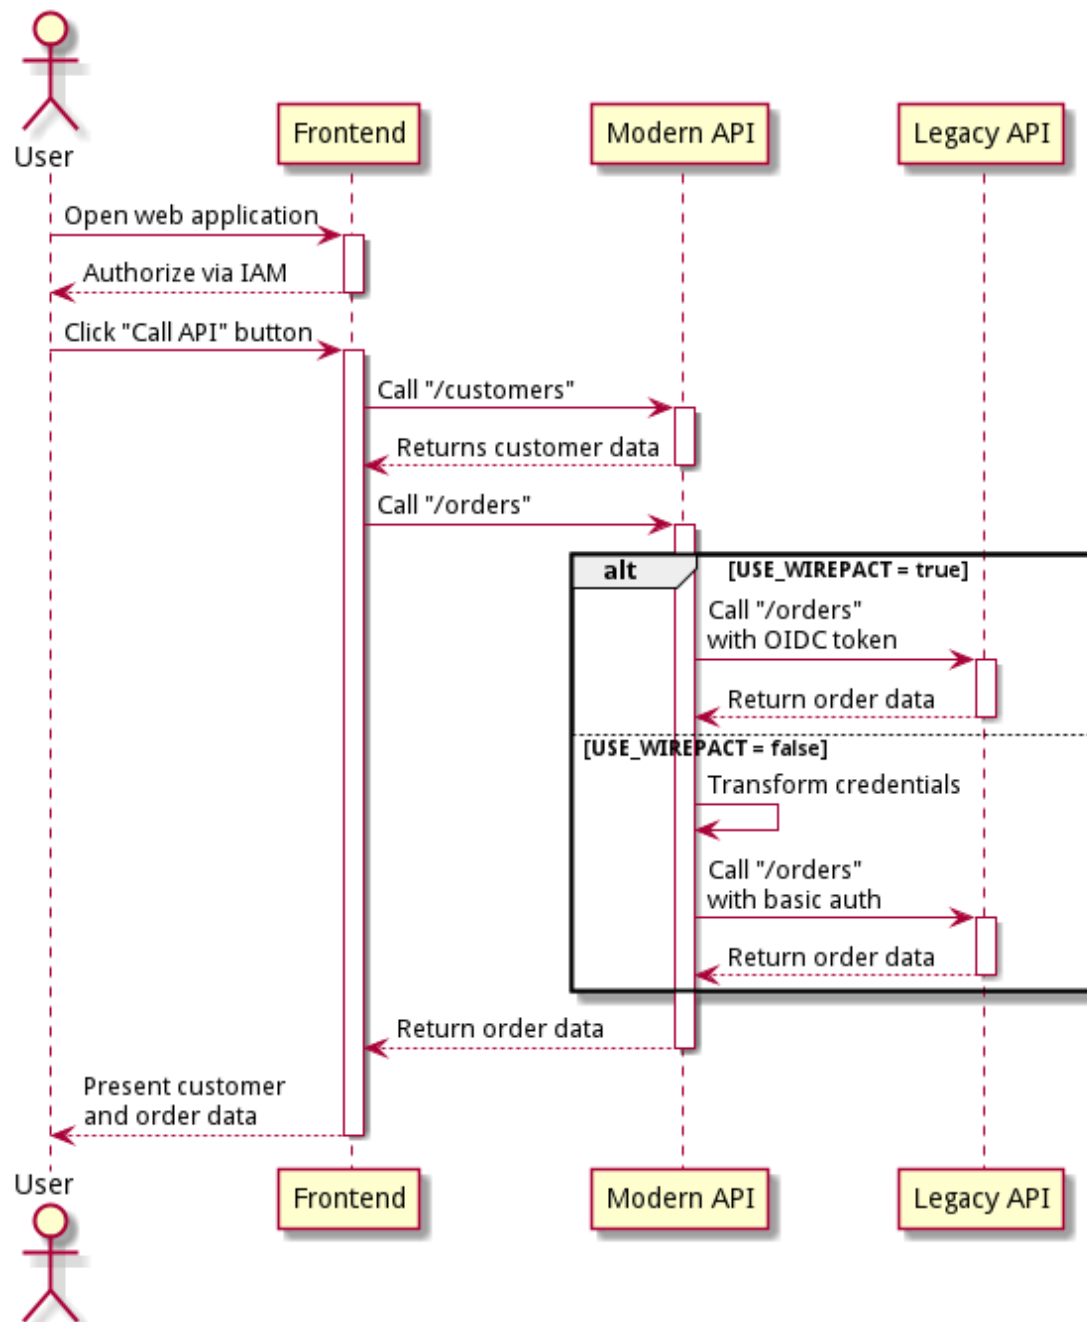 User
Frontend
Modern API
Legacy API
Open web application
Authorize via IAM
Click "Call API" button
Call "/customers"
Returns customer data
Call "/orders"
alt
[USE_WIREPACT = true]
Call "/orders"
with OIDC token
Return order data
[USE_WIREPACT = false]
Transform credentials
Call "/orders"
with basic auth
Return order data
Return order data
Present customer
and order data
User
Frontend
Modern API
Legacy API